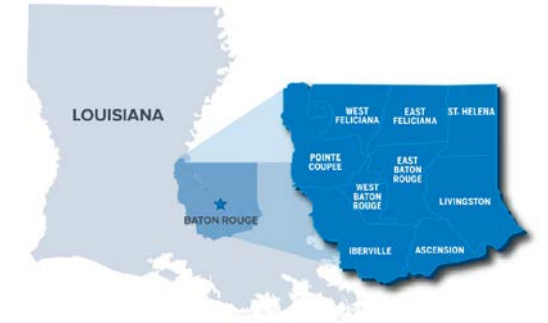 LOUISIANA
BATON ROUGE
WEST
FELICIANA
EAST
FELICIANA
ST. HELENA
POINTE
COUPEE
EAST
BATON
ROUGE
WEST
BATON
ROUGE
LIVINGSTON
IBERVILLE
ASCENSION